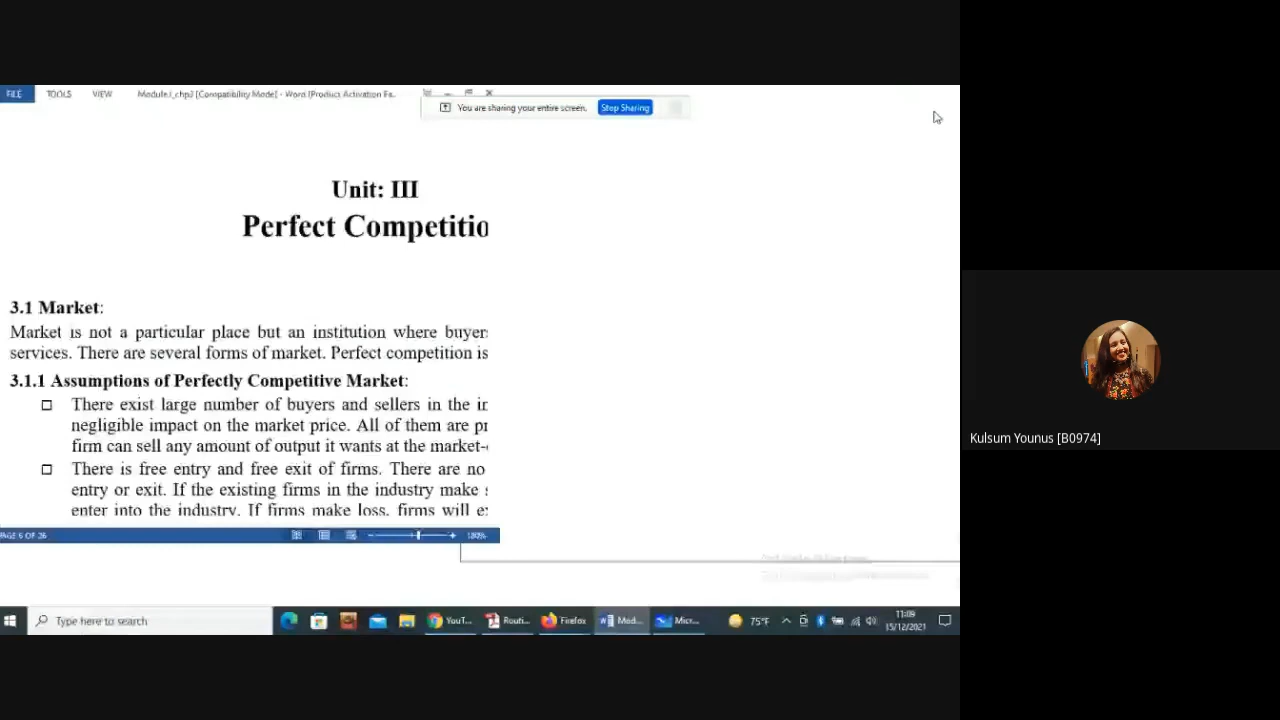 FILE TOOLS VIEW Module.I_chp3 [Compatibility Mode] - Word (Product Activation Fa...
You are sharing your entire screen. Stop Sharing
Unit: III
Perfect Competitio
3.1 Market:
Market is not a particular place but an institution where buyer
services. There are several forms of market. Perfect competition is
3.1.1 Assumptions of Perfectly Competitive Market:
There exist large number of buyers and sellers in the in
negligible impact on the market price. All of them are pr
firm can sell any amount of output it wants at the market-
There is free entry and free exit of firms. There are no
entry or exit. If the existing firms in the industry make
enter into the industry. If firms make loss, firms will e
PAGE 6 OF 26
Kulsum Younus [B0974]
Type here to search YouT... Routi... Firefox Mod... Micr... 75°F 11:09
15/12/2021